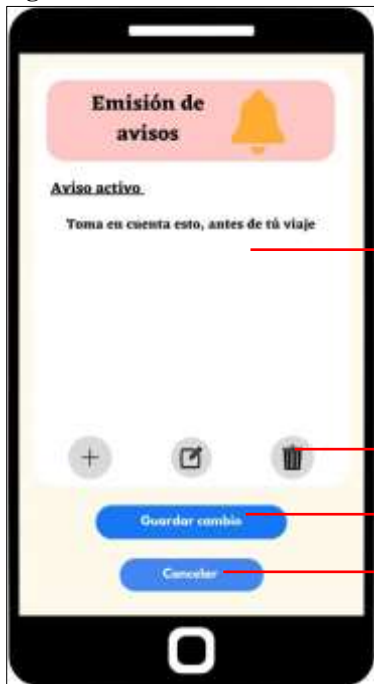 Emisión de
avisos
Aviso activo
Toma en cuenta esto, antes de tú viaje
Guardar cambio
Cancelar